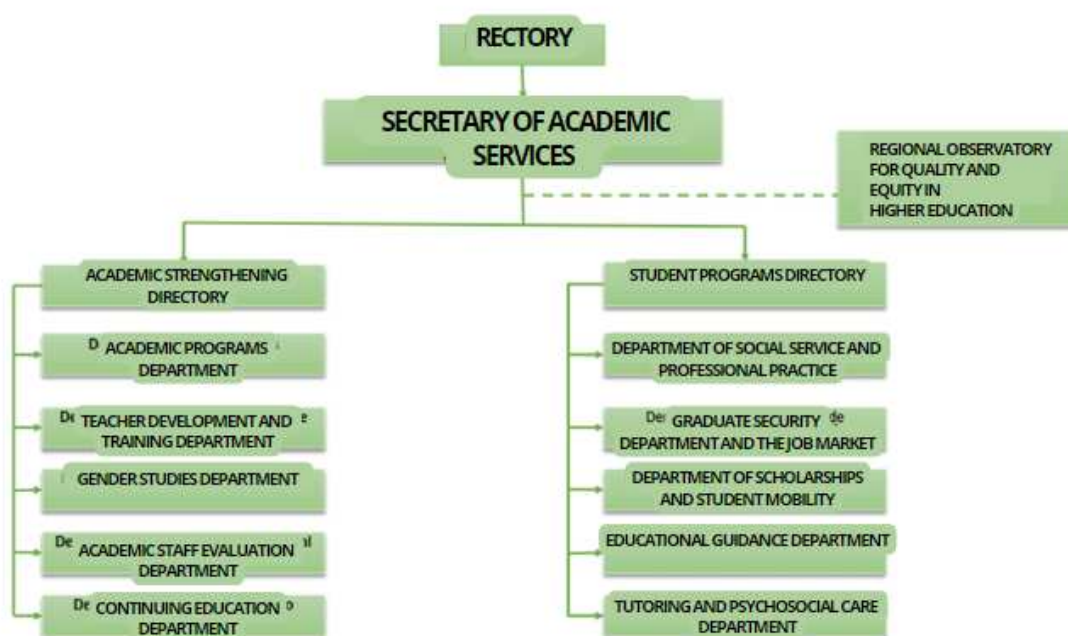 RECTORY
SECRETARY OF ACADEMIC
SERVICES
REGIONAL OBSERVATORY
FOR QUALITY AND
EQUITY IN
HIGHER EDUCATION
ACADEMIC STRENGTHENING
DIRECTORY
ACADEMIC PROGRAMS
DEPARTMENT
TEACHER DEVELOPMENT AND
TRAINING DEPARTMENT
GENDER STUDIES DEPARTMENT
ACADEMIC STAFF EVALUATION
DEPARTMENT
CONTINUING EDUCATION
DEPARTMENT
STUDENT PROGRAMS DIRECTORY
DEPARTMENT OF SOCIAL SERVICE AND
PROFESSIONAL PRACTICE
GRADUATE SECURITY de
DEPARTMENT AND THE JOB MARKET
DEPARTMENT OF SCHOLARSHIPS
AND STUDENT MOBILITY
EDUCATIONAL GUIDANCE DEPARTMENT
TUTORING AND PSYCHOSOCIAL CARE
DEPARTMENT